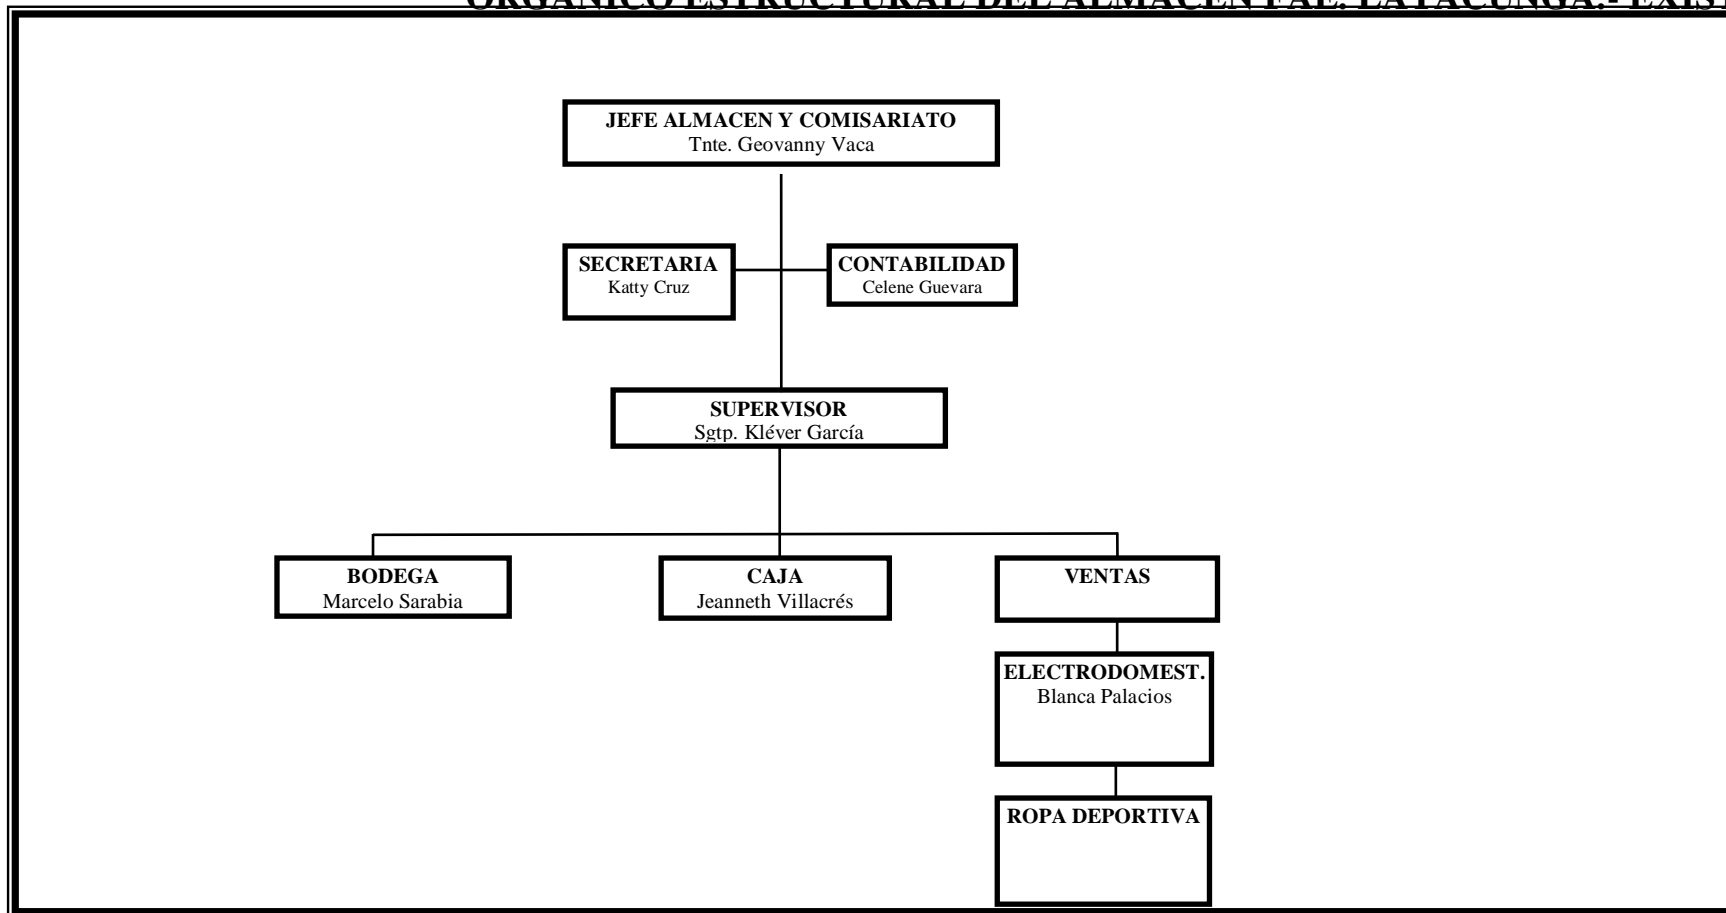 ORGANICO ESTRUCTURAL DEL ALMACEN FAE. LATACUNGA.-
JEFE ALMACEN Y COMISARIATO
Tnte. Geovanny Vaca
SECRETARIA
Katty Cruz
CONTABILIDAD
Celene Guevara
SUPERVISOR
Sgtp. Kléver García
BODEGA
Marcelo Sarabia
CAJA
Jeanneth Villacrés
VENTAS
ELECTRODOMEST.
Blanca Palacios
ROPA DEPORTIVA